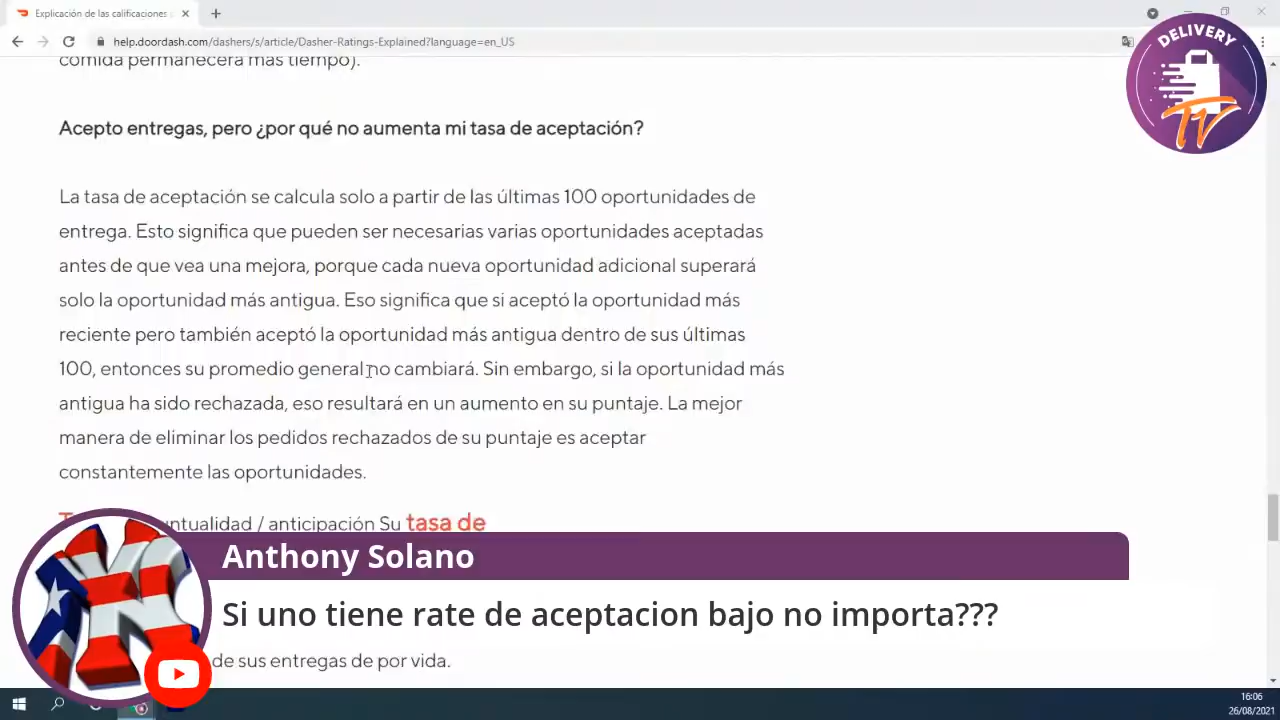 Explicación de las calificaciones
help.doordash.com/dashers/s/article/Dasher-Ratings-Explained?language=en_US
DELIVERY
TV
comida permanecerá más tiempo).
Acepto entregas, pero ¿por qué no aumenta mi tasa de aceptación?
La tasa de aceptación se calcula solo a partir de las últimas 100 oportunidades de
entrega. Esto significa que pueden ser necesarias varias oportunidades aceptadas
antes de que vea una mejora, porque cada nueva oportunidad adicional superará
solo la oportunidad más antigua. Eso significa que si aceptó la oportunidad más
reciente pero también aceptó la oportunidad más antigua dentro de sus últimas
100, entonces su promedio general no cambiará. Sin embargo, si la oportunidad más
antigua ha sido rechazada, eso resultará en un aumento en su puntaje. La mejor
manera de eliminar los pedidos rechazados de su puntaje es aceptar
constantemente las oportunidades.
/ anticipación Su tasa de
Anthony Solano
Si uno tiene rate de aceptacion bajo no importa???
de sus entregas de por vida.
16:06
26/08/2021